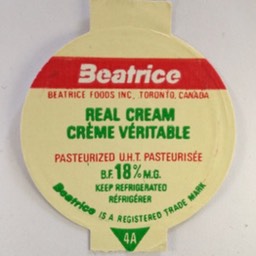 Beatrice
BEATRICE FOODS INC., TORONTO, CANADA
REAL CREAM
CRÈME VÉRITABLE
PASTEURIZED U.H.T. PASTEURISÉE
B.F. 18% M.G.
KEEP REFRIGERATED
RÉFRIGÉRER
Beatrice IS A REGISTERED TRADE MARK
4A